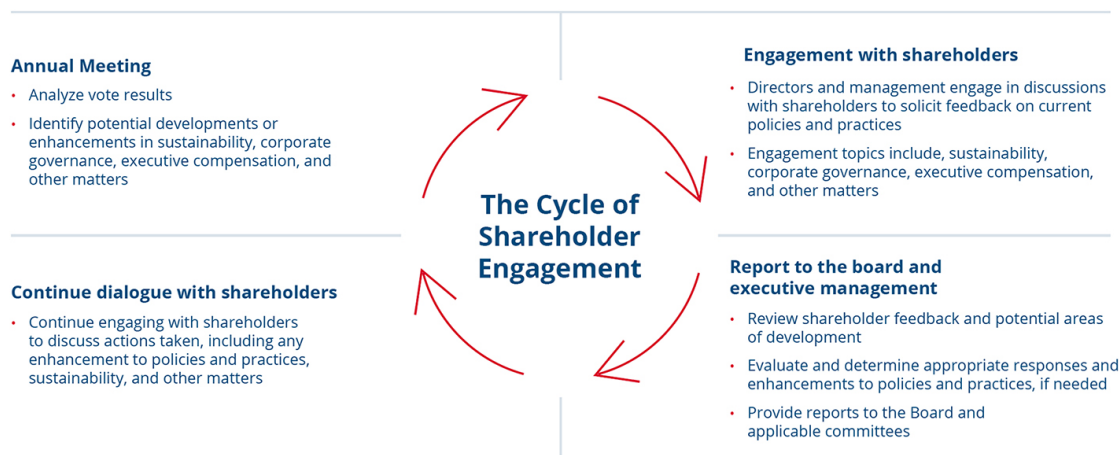 Annual Meeting
• Analyze vote results
• Identify potential developments or
enhancements in sustainability, corporate
governance, executive compensation, and
other matters
Engagement with shareholders
• Directors and management engage in discussions
with shareholders to solicit feedback on current
policies and practices
• Engagement topics include, sustainability,
corporate governance, executive compensation,
and other matters
The Cycle of
Shareholder
Engagement
Continue dialogue with shareholders
• Continue engaging with shareholders
to discuss actions taken, including any
enhancement to policies and practices,
sustainability, and other matters
Report to the board and
executive management
• Review shareholder feedback and potential areas
of development
• Evaluate and determine appropriate responses and
enhancements to policies and practices, if needed
• Provide reports to the Board and
applicable committees